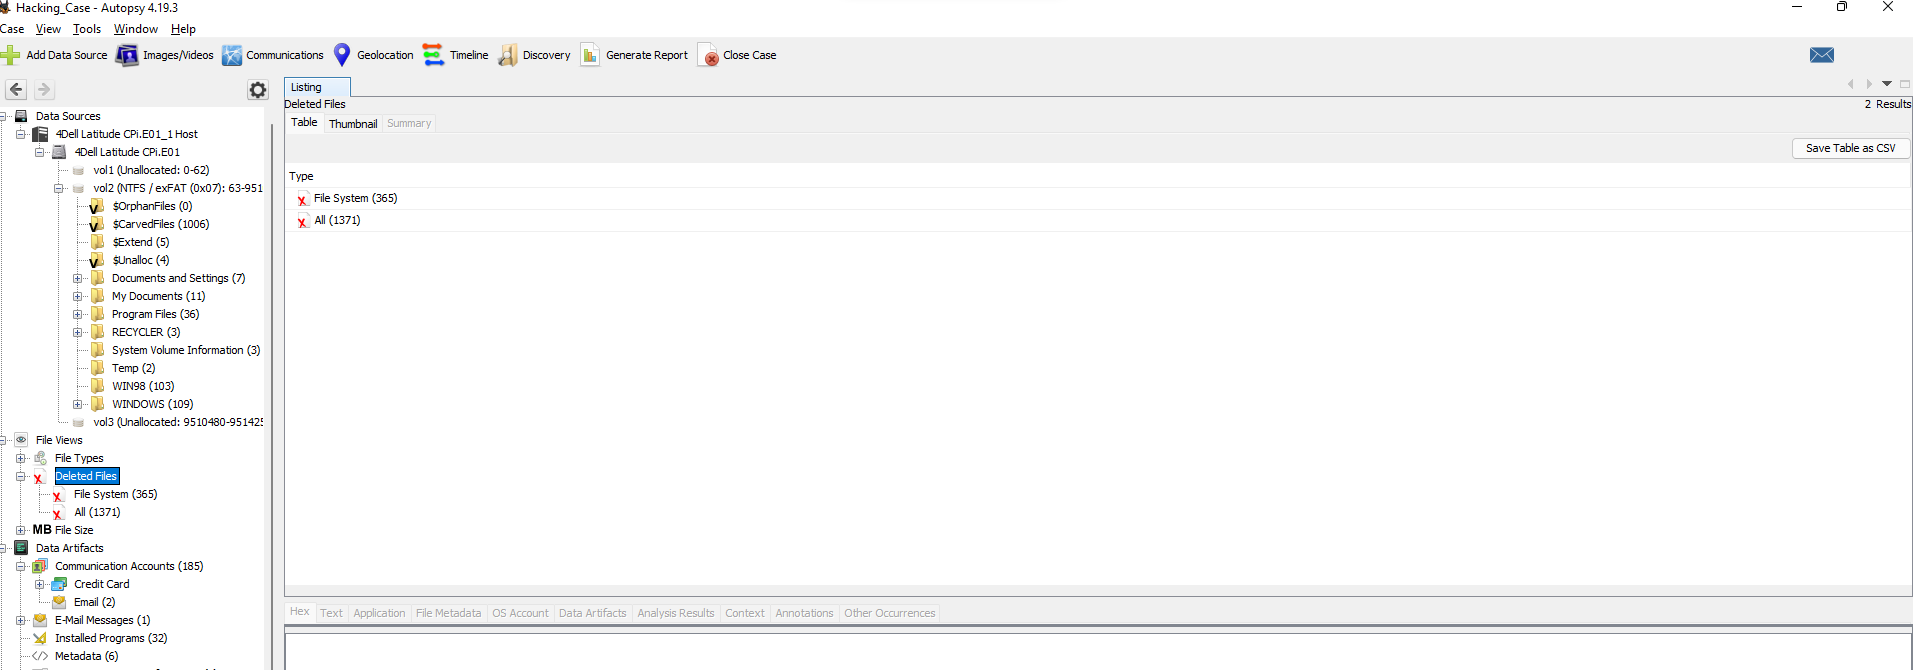 Hacking_Case - Autopsy 4.19.3
Case View Tools Window Help
Add Data Source Images/Videos Communications Geolocation Timeline Discovery Generate Report Close Case
Listing
Deleted Files
2 Results
Table Thumbnail Summary
Save Table as CSV
Type
File System (365)
All (1371)
Data Sources
4Dell Latitude CPi.E01_1 Host
4Dell Latitude CPi.E01
vol1 (Unallocated: 0-62)
vol2 (NTFS / exFAT (0x07): 63-951
$OrphanFiles (0)
$CarvedFiles (1006)
$Extend (5)
$Unalloc (4)
Documents and Settings (7)
My Documents (11)
Program Files (36)
RECYCLER (3)
System Volume Information (3)
Temp (2)
WIN98 (103)
WINDOWS (109)
vol3 (Unallocated: 9510480-951425
File Views
File Types
Deleted Files
File System (365)
All (1371)
MB File Size
Data Artifacts
Communication Accounts (185)
Credit Card
Email (2)
E-Mail Messages (1)
Installed Programs (32)
Metadata (6)
Hex Text Application File Metadata OS Account Data Artifacts Analysis Results Context Annotations Other Occurrences